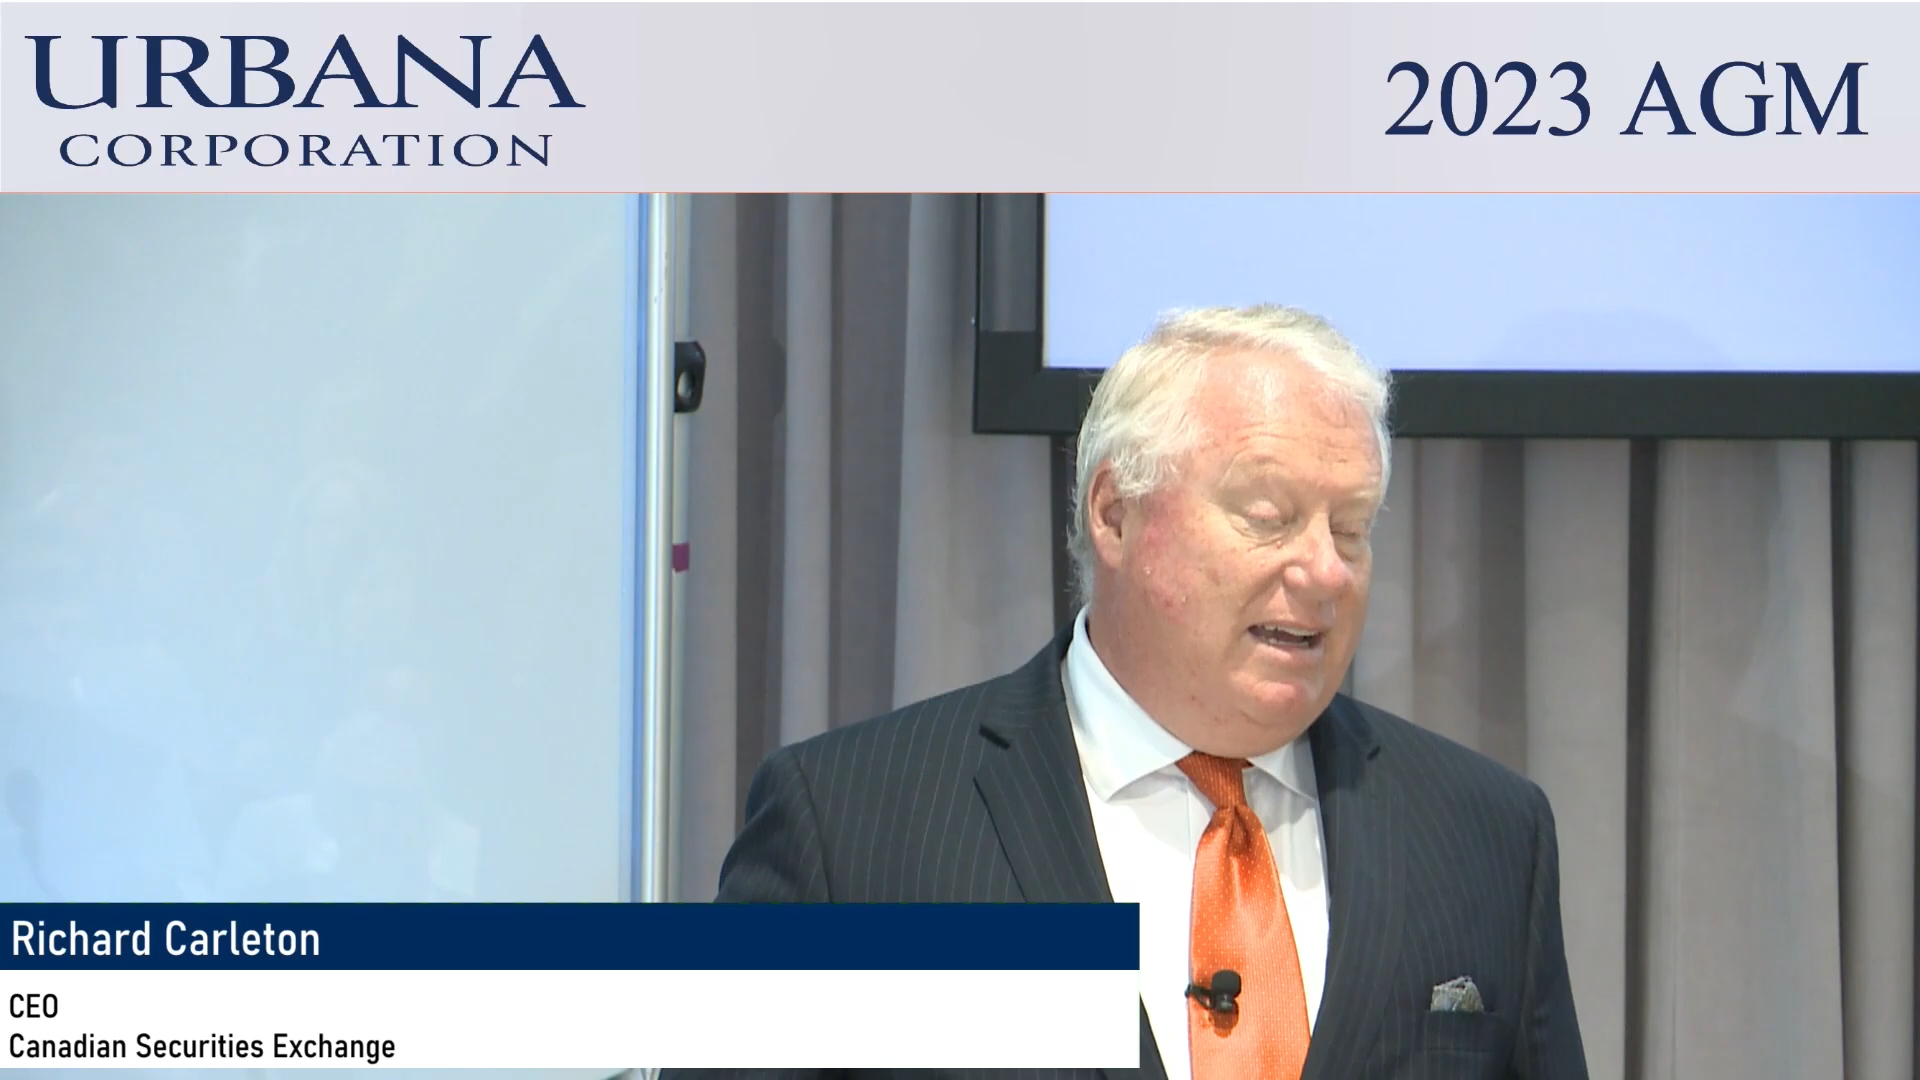 URBANA
CORPORATION
2023 AGM
Richard Carleton
CEO
Canadian Securities Exchange